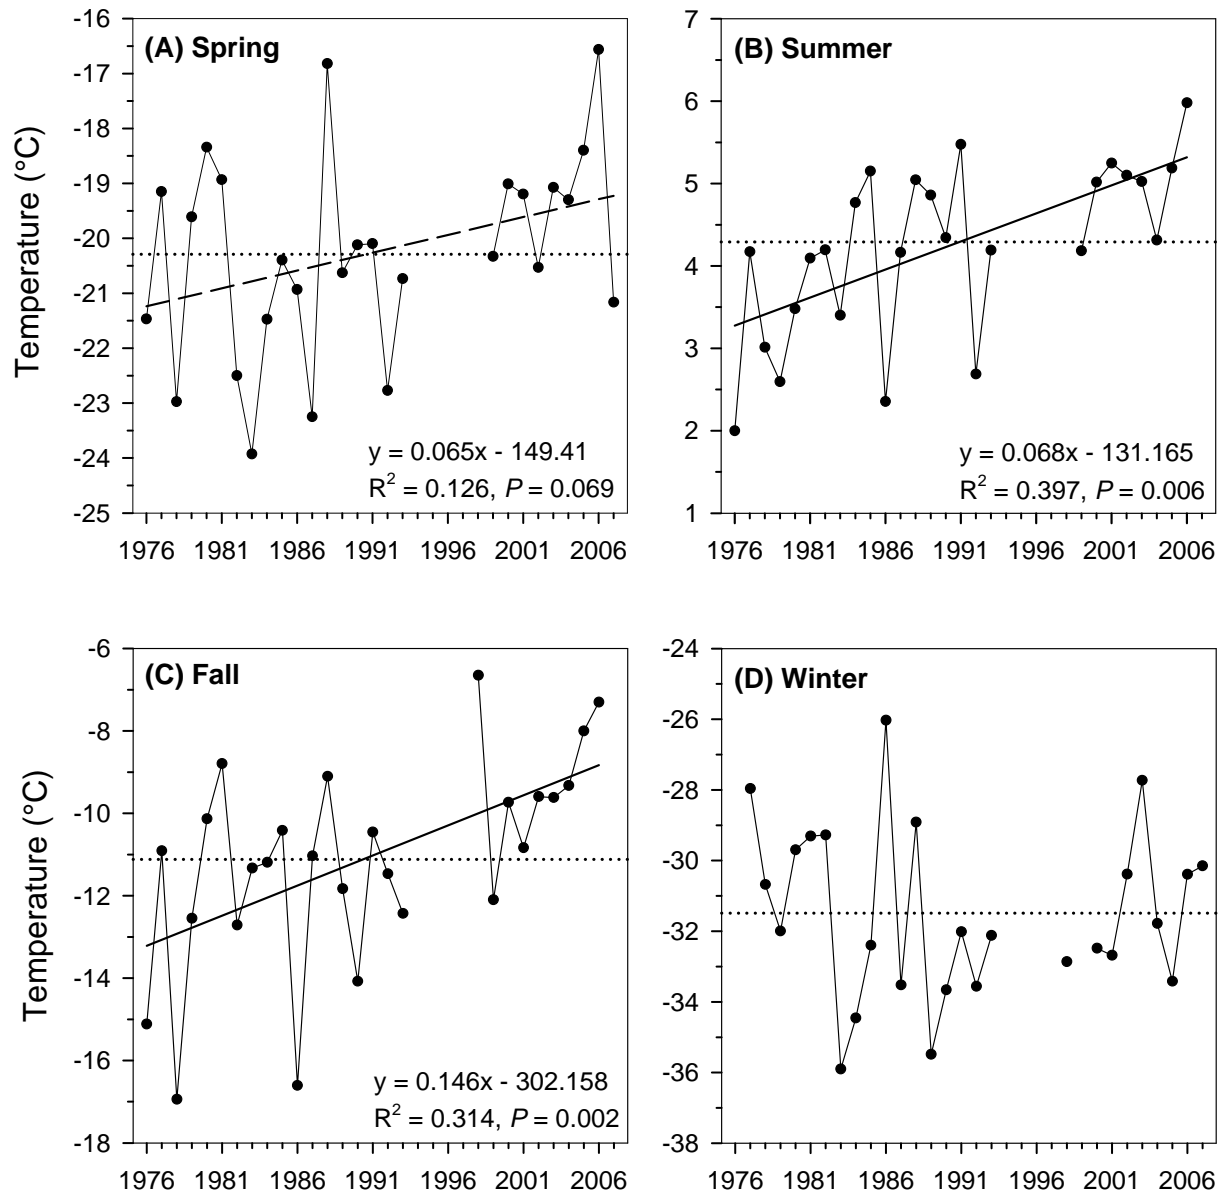 (A) Spring
Temperature (°C)
-16
-17
-18
-19
-20
-21
-22
-23
-24
-25
y = 0.065x - 149.41
R² = 0.126, P = 0.069
1976 1981 1986 1991 1996 2001 2006
(B) Summer
7
6
5
4
3
2
1
y = 0.068x - 131.165
R² = 0.397, P = 0.006
1976 1981 1986 1991 1996 2001 2006
(C) Fall
Temperature (°C)
-6
-8
-10
-12
-14
-16
-18
y = 0.146x - 302.158
R² = 0.314, P = 0.002
1976 1981 1986 1991 1996 2001 2006
(D) Winter
-24
-26
-28
-30
-32
-34
-36
-38
1976 1981 1986 1991 1996 2001 2006